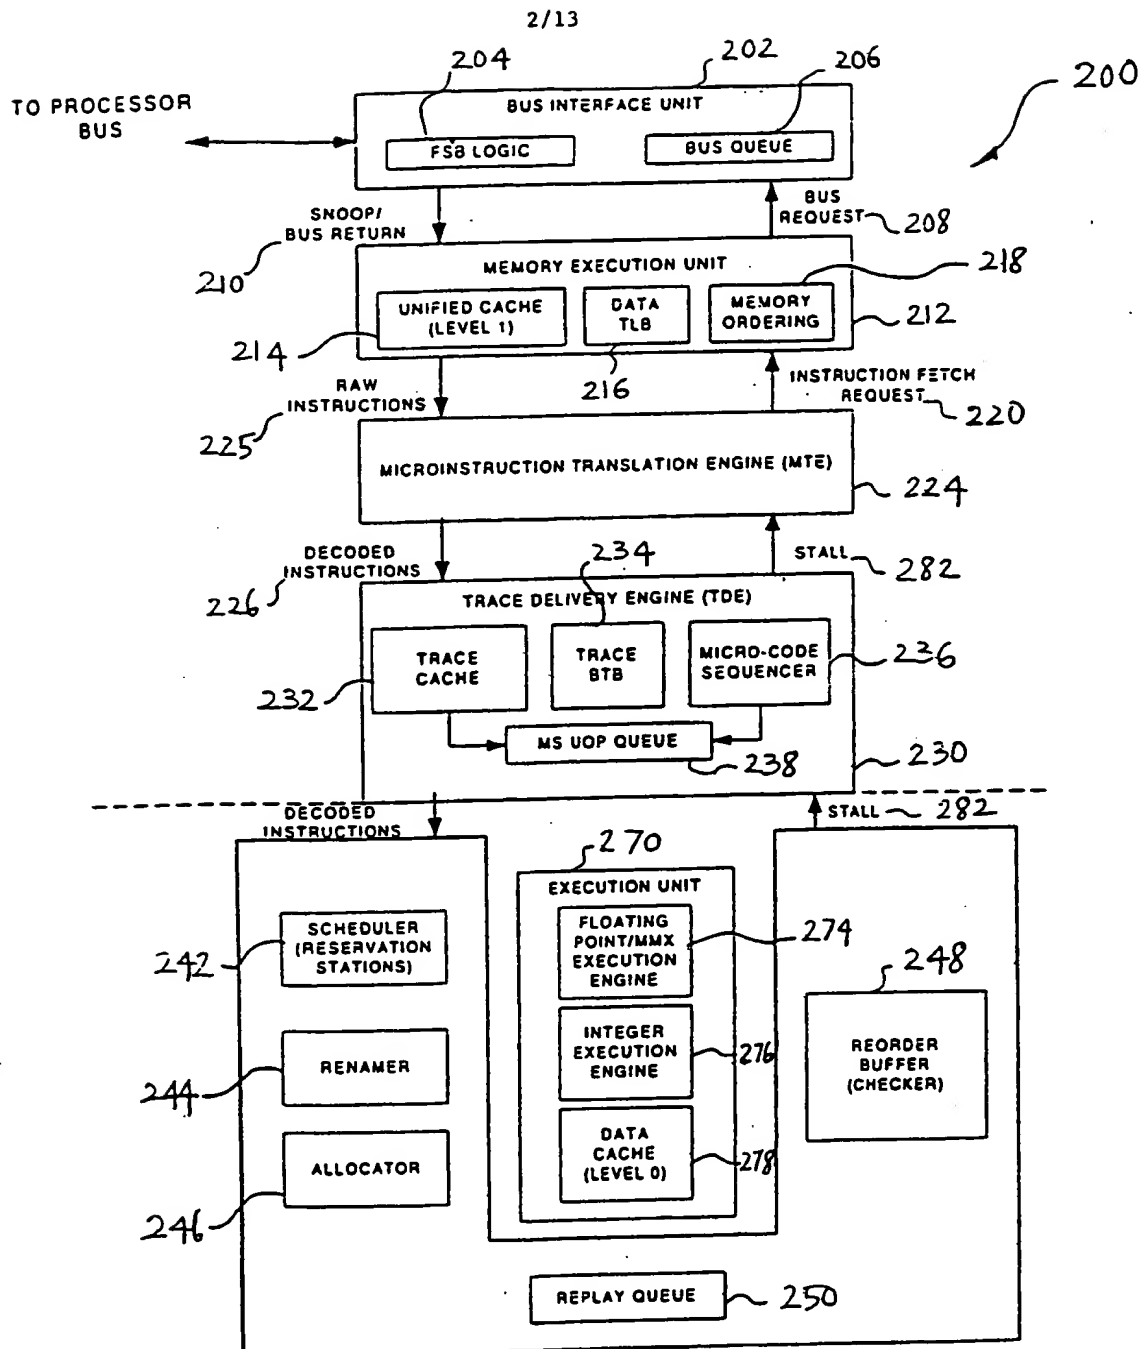 2/13
204
202
206
200
TO PROCESSOR
BUS
BUS INTERFACE UNIT
FSB LOGIC
BUS QUEUE
SNOOP/
BUS RETURN
210
BUS
REQUEST
208
MEMORY EXECUTION UNIT
218
UNIFIED CACHE
(LEVEL 1)
DATA
TLB
MEMORY
ORDERING
212
214
216
RAW
INSTRUCTIONS
225
INSTRUCTION FETCH
REQUEST
220
MICROINSTRUCTION TRANSLATION ENGINE (MTE)
224
DECODED
INSTRUCTIONS
226
234
STALL
282
TRACE DELIVERY ENGINE (TDE)
TRACE
CACHE
TRACE
BTB
MICRO-CODE
SEQUENCER
236
232
MS UOP QUEUE
238
230
DECODED
INSTRUCTIONS
STALL
282
270
EXECUTION UNIT
SCHEDULER
(RESERVATION
STATIONS)
242
FLOATING
POINT/MMX
EXECUTION
ENGINE
274
248
RENAMER
244
INTEGER
EXECUTION
ENGINE
276
REORDER
BUFFER
(CHECKER)
ALLOCATOR
246
DATA
CACHE
(LEVEL 0)
278
REPLAY QUEUE
250